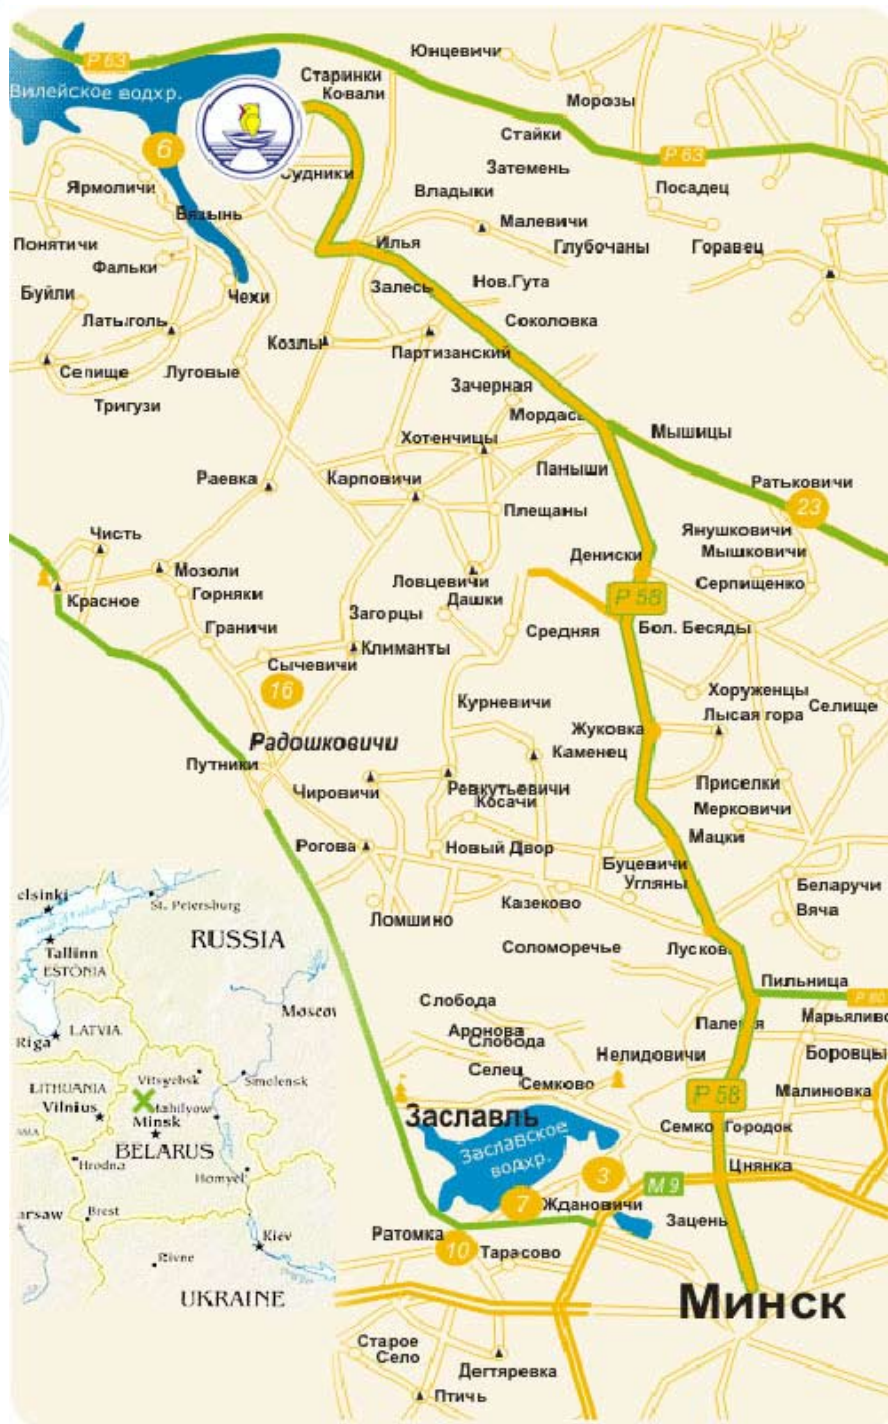 Юнцевичи
Р 63
Старинки
Ковали
Вилейское водхр.
Морозы
Стайки
6
Р 63
Затемень
Судники
Ярмоличи
Владыки
Посадец
Вязынь
Малевичи
Понятичи
Илья
Глубочаны
Горавец
Фальки
Нов.Гута
Залесь
Буйли
Чехи
Латыголь
Соколовка
Козлы
Партизанский
Селище
Луговые
Зачерная
Тригузи
Мордасы
Мышицы
Хотенчицы
Паныши
Раевка
Карповичи
Ратьковичи
23
Плещаны
Янушковичи
Чисть
Мышковичи
Дениски
Мозоли
Ловцевичи
Серпищенко
Горняки
Дашки
Р 58
Красное
Загорцы
Граничи
Средняя
Бол. Бесяды
Климанты
Сычевичи
16
Хоруженцы
Курневичи
Селище
Лысая гора
Жуковка
Радошковичи
Каменец
Путники
Приселки
Чировичи
Ревкутьевичи
Косачи
Мерковичи
Мацки
Рогова
Новый Двор
Буцевичи
Угляны
Беларучи
Казеково
Вяча
Ломшино
Соломоречье
Лускова
Пильница
Слобода
Р 80
Марьяливо
Аронова
Слобода
Нелидовичи
Боровцы
Селец
Семково
Р 58
Малиновка
Заславль
Семков Городок
Заславское
водхр.
3
Цнянка
М 9
7
Ждановичи
Зацень
Ратомка
10
Тарасово
Минск
Старое
Село
Дегтяревка
Птичь
elsinki
St. Petersburg
RUSSIA
Tallinn
ESTONIA
Moscow
Riga
LATVIA
LITHUANIA
Vitsyebsk
Smolensk
Vilnius
Mahilyow
Minsk
BELARUS
Hrodna
Homyel
arsaw
Brest
Kiev
Rivne
UKRAINE